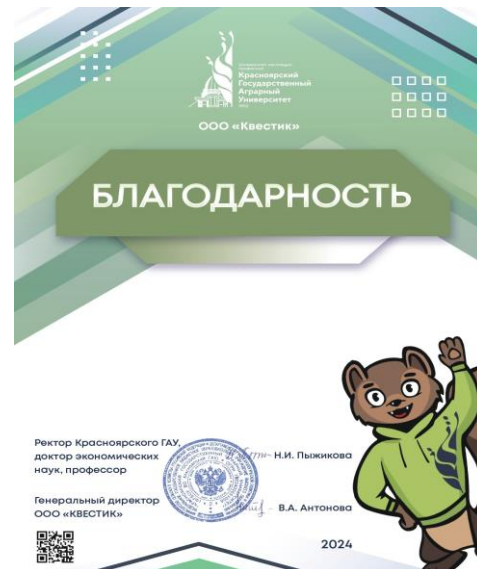 Красноярский
Государственный
Аграрный
Университет
ООО «Квестик»
БЛАГОДАРНОСТЬ
Ректор Красноярского ГАУ,
доктор экономических
наук, профессор
Н.И. Пыжикова
Генеральный директор
ООО «КВЕСТИК»
В.А. Антонова
2024